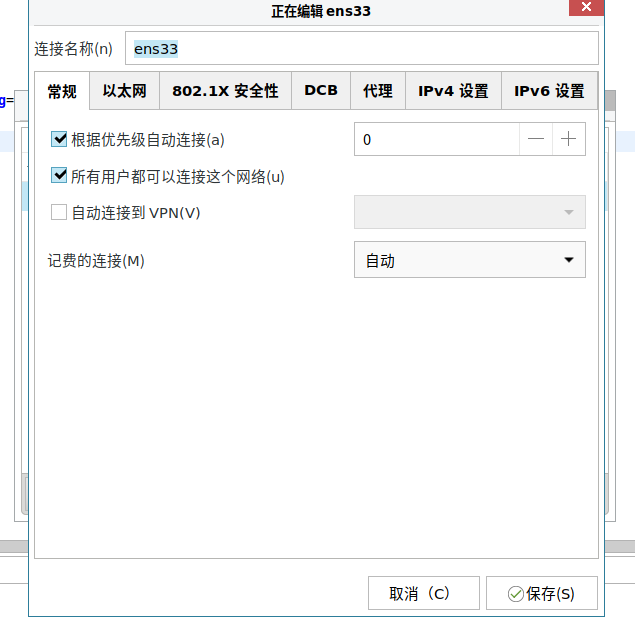 正在编辑 ens33
连接名称(n) ens33
常规 以太网 802.1X 安全性 DCB 代理 IPv4 设置 IPv6 设置
g=
根据优先级自动连接(a) 0
所有用户都可以连接这个网络(u)
自动连接到 VPN(V)
记费的连接(M) 自动
取消（C） 保存(S)